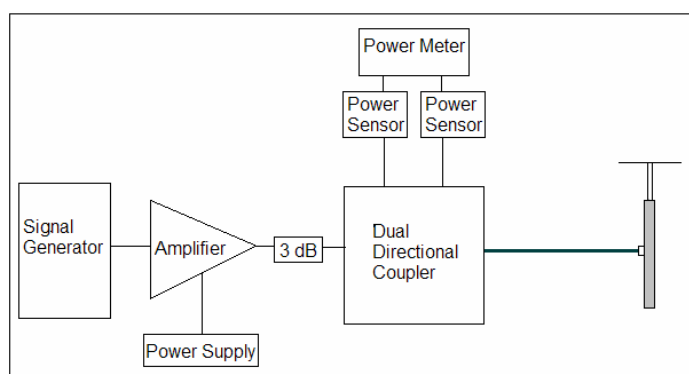 Power Meter
Power
Sensor
Power
Sensor
Signal
Generator
Amplifier
3 dB
Dual
Directional
Coupler
Power Supply